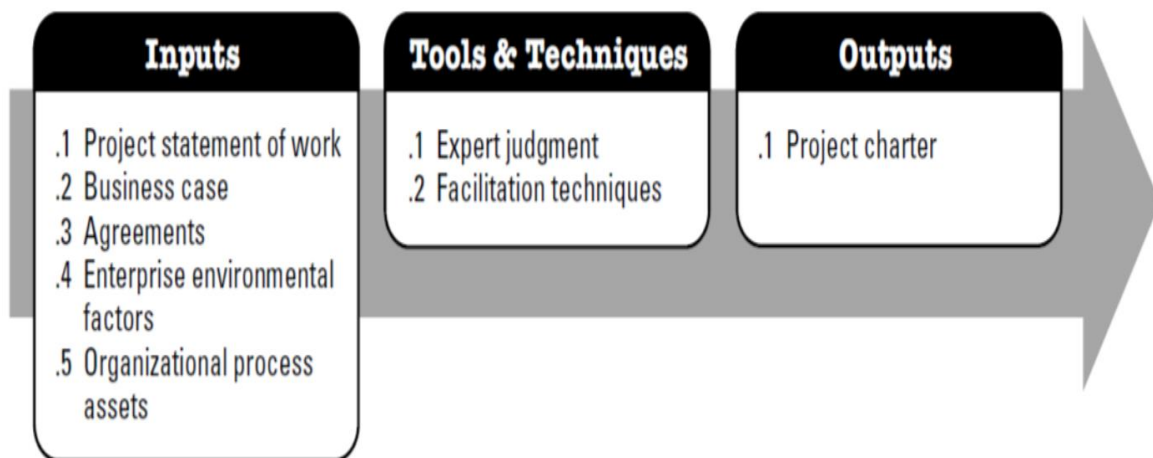 Inputs
.1 Project statement of work
.2 Business case
.3 Agreements
.4 Enterprise environmental
factors
.5 Organizational process
assets
Tools & Techniques
.1 Expert judgment
.2 Facilitation techniques
Outputs
.1 Project charter